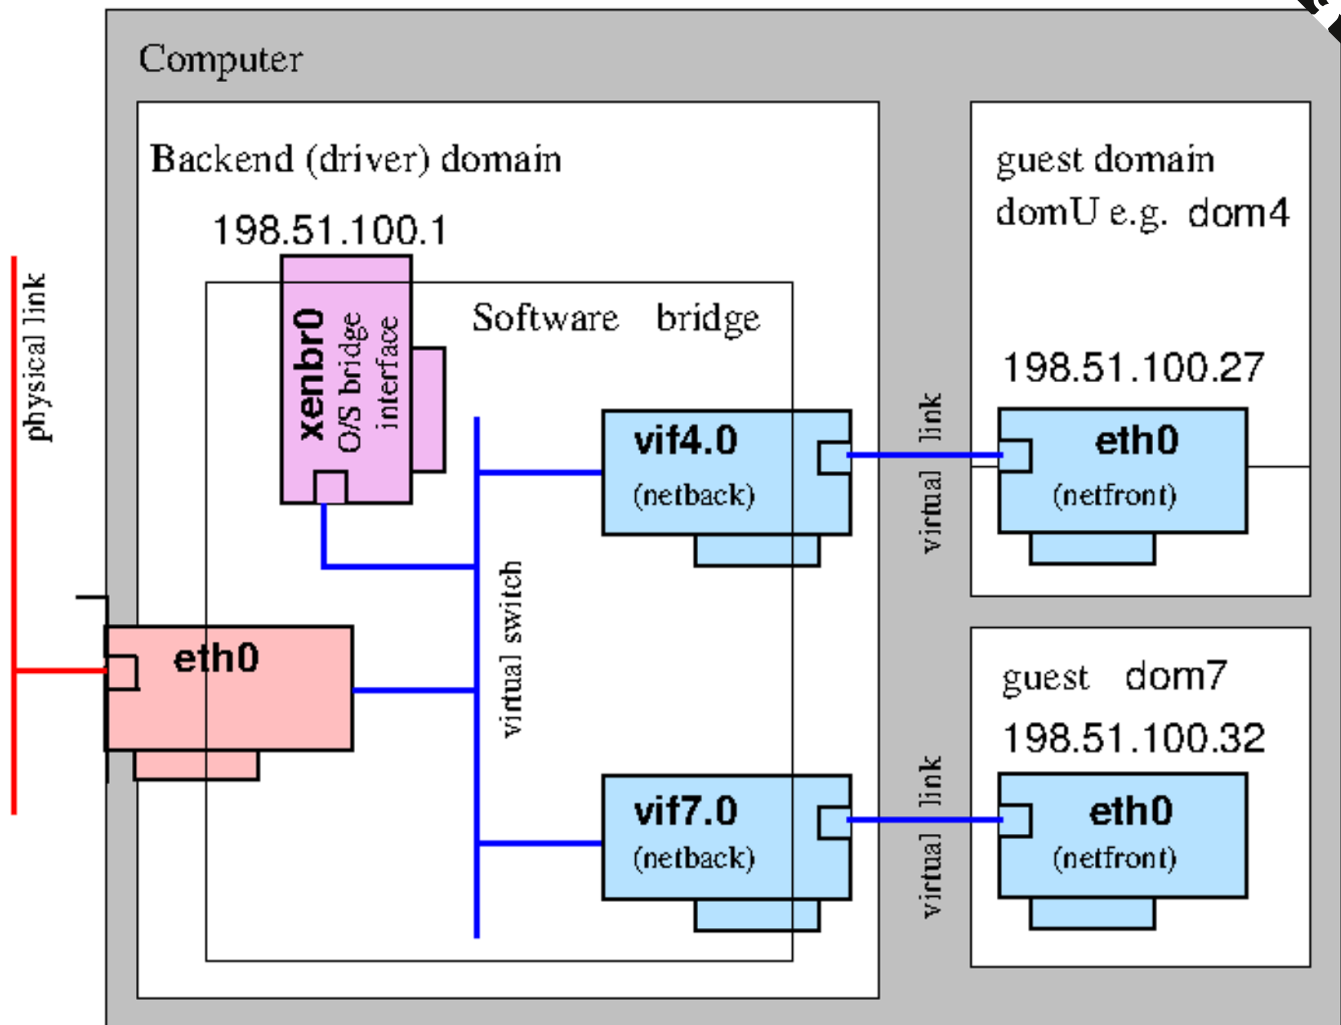 Computer
Backend (driver) domain
198.51.100.1
physical link
xenbr0
O/S bridge
interface
Software bridge
vif4.0
(netback)
virtual link
guest domain
domU e.g. dom4
198.51.100.27
eth0
(netfront)
eth0
virtual switch
vif7.0
(netback)
virtual link
guest dom7
198.51.100.32
eth0
(netfront)